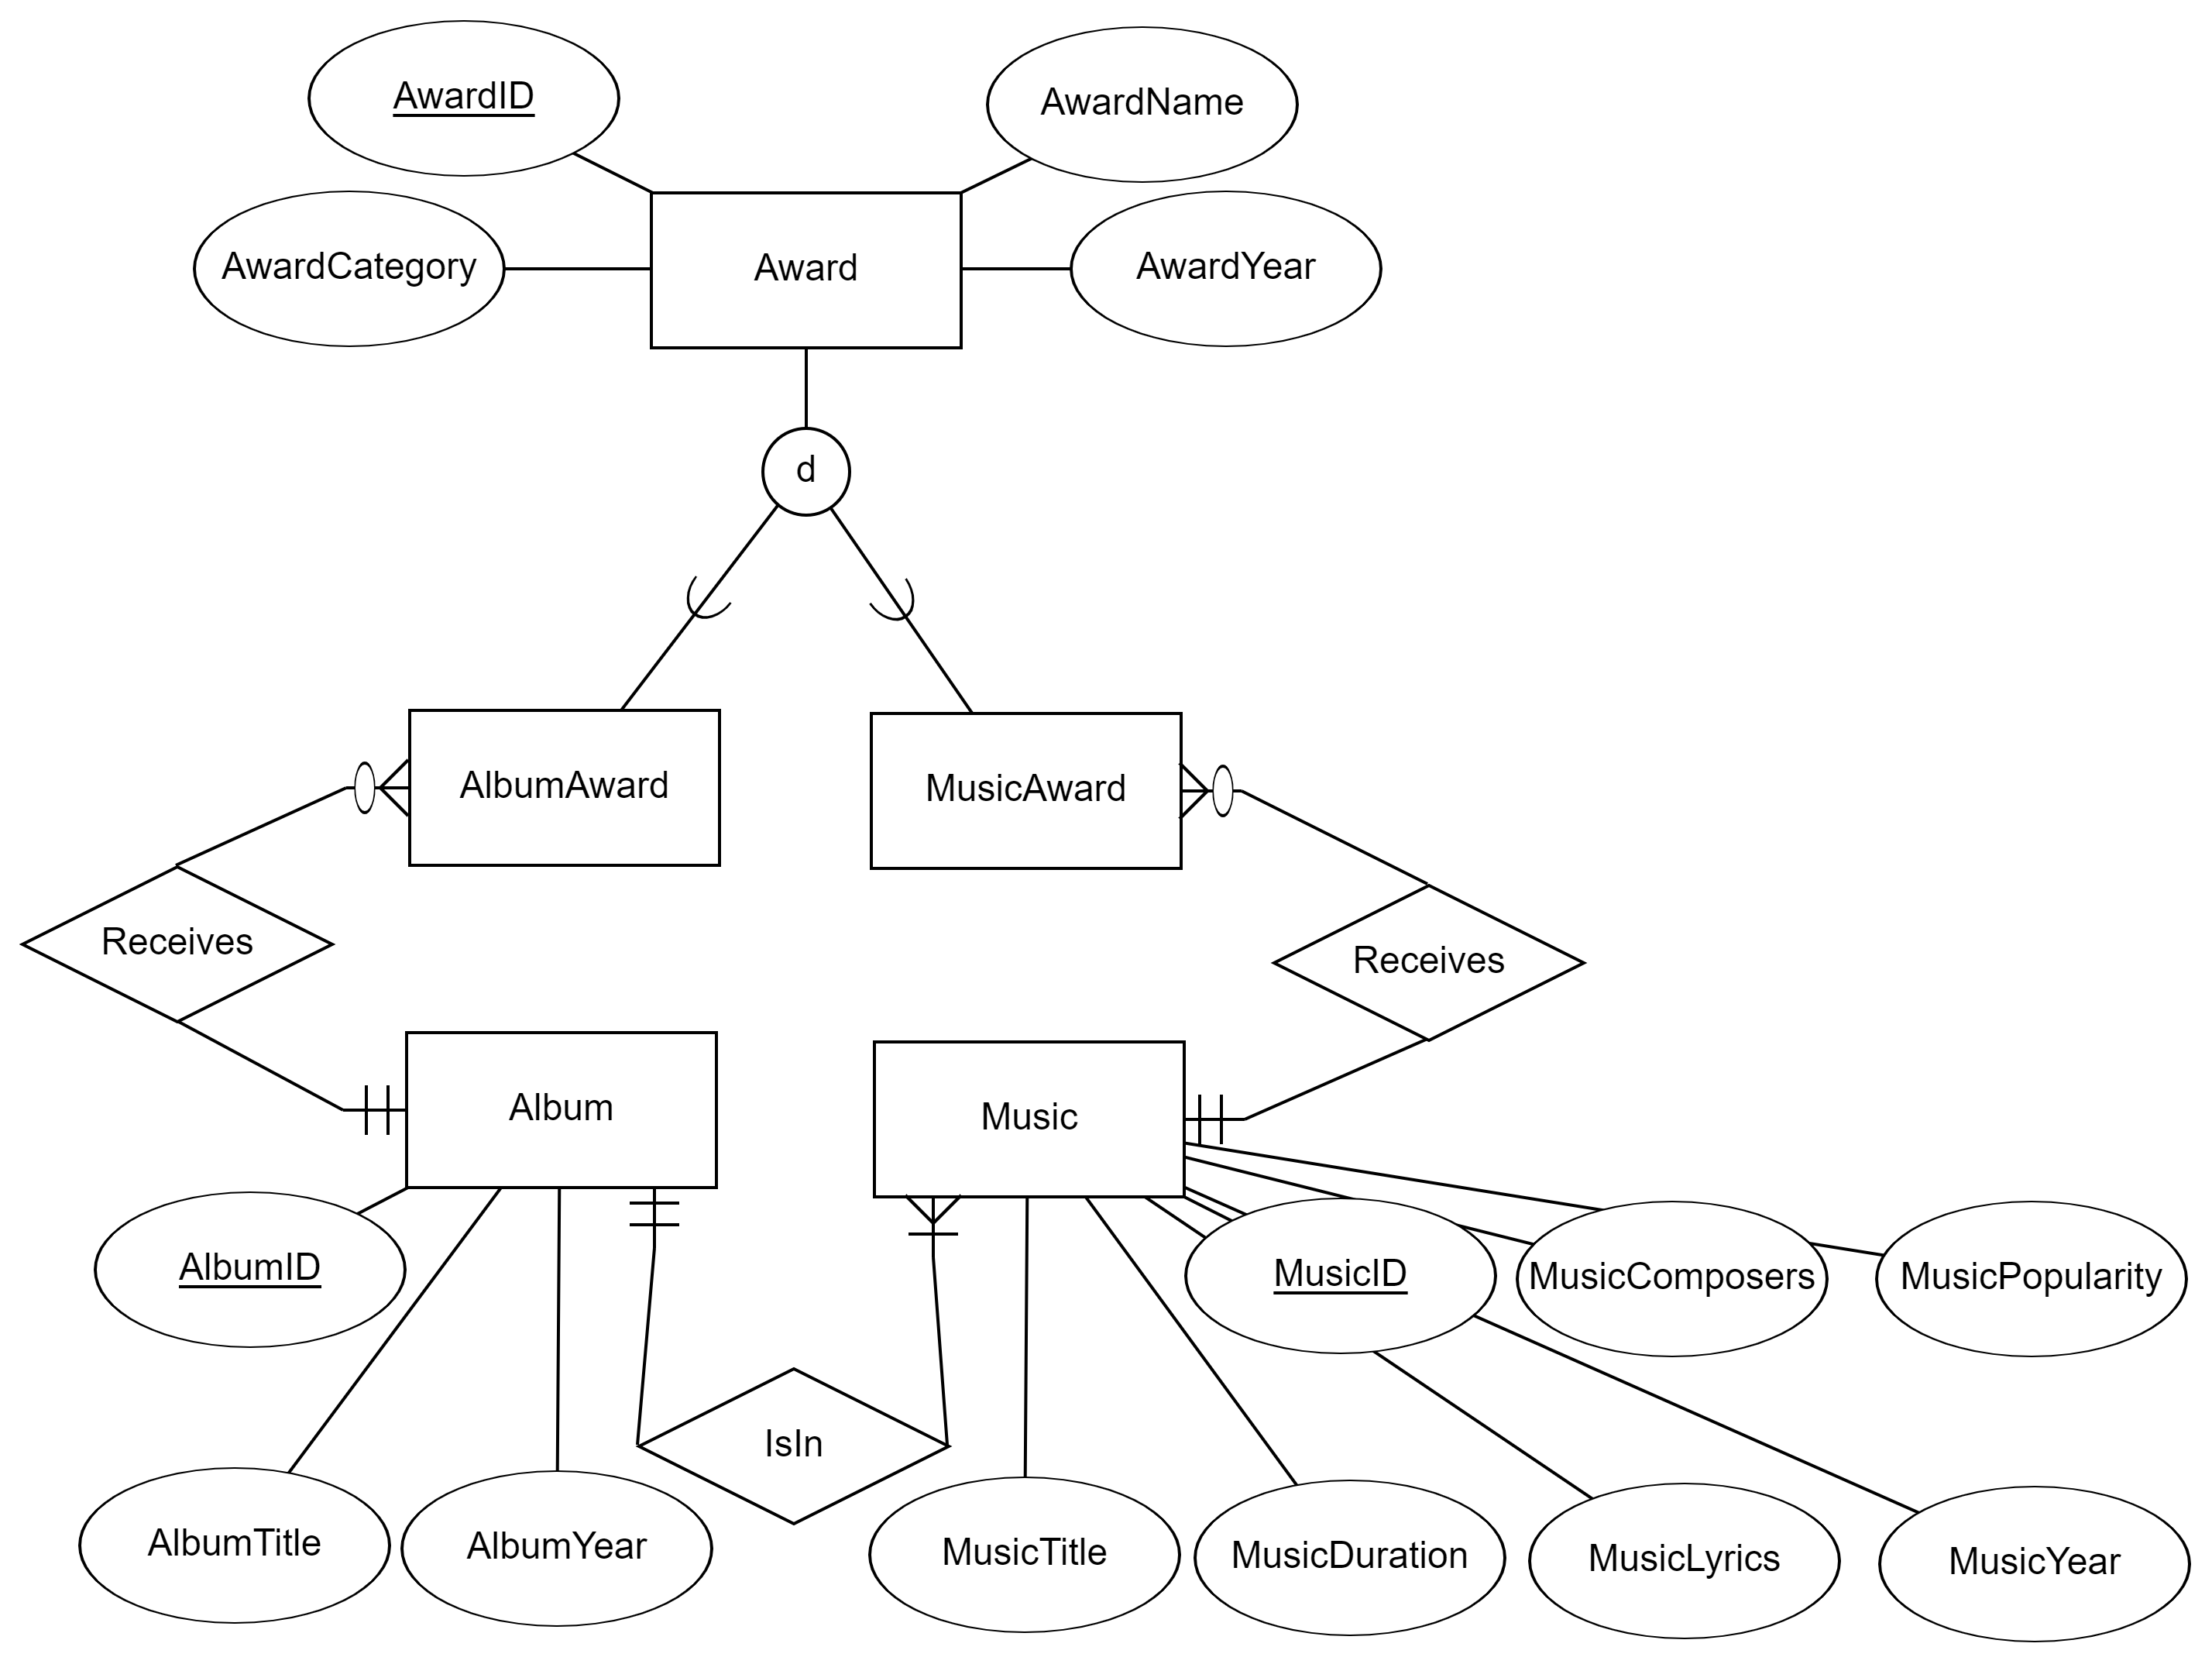 AwardID
AwardName
AwardCategory
Award
AwardYear
d
AlbumAward
MusicAward
Receives
Receives
Album
Music
AlbumID
MusicID
MusicComposers
MusicPopularity
IsIn
AlbumTitle
AlbumYear
MusicTitle
MusicDuration
MusicLyrics
MusicYear